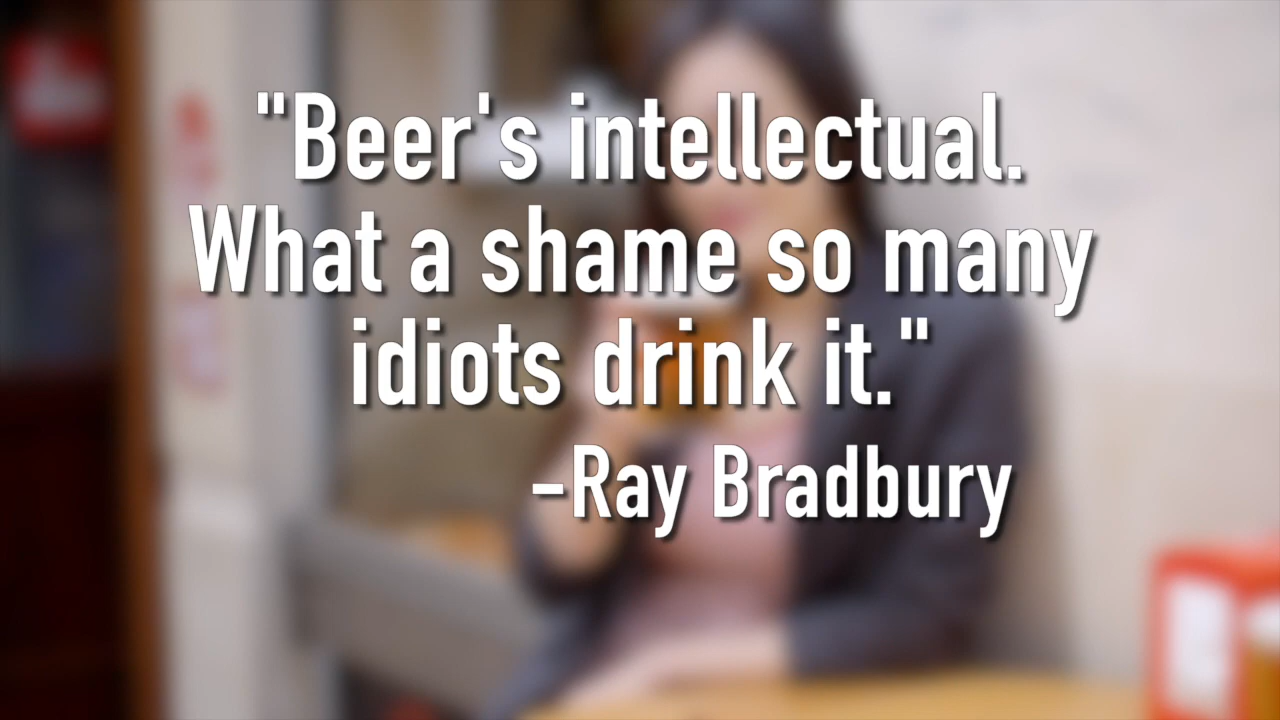 "Beer's intellectual.
What a shame so many
idiots drink it."
-Ray Bradbury